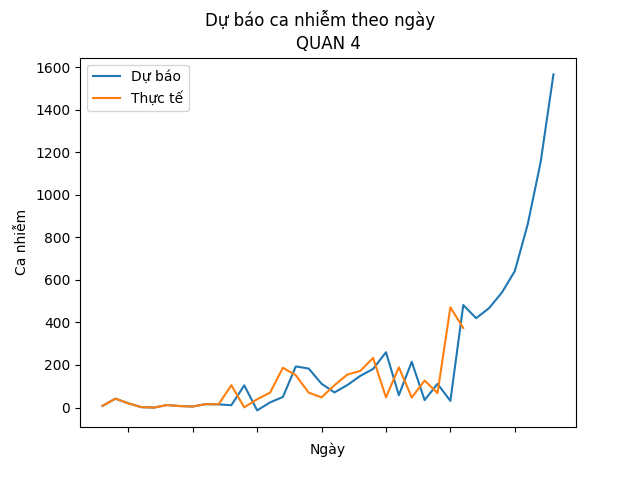 Dự báo ca nhiễm theo ngày
QUAN 4
Dự báo
Thực tế
1600
1400
1200
1000
800
600
400
200
0
Ca nhiễm
Ngày